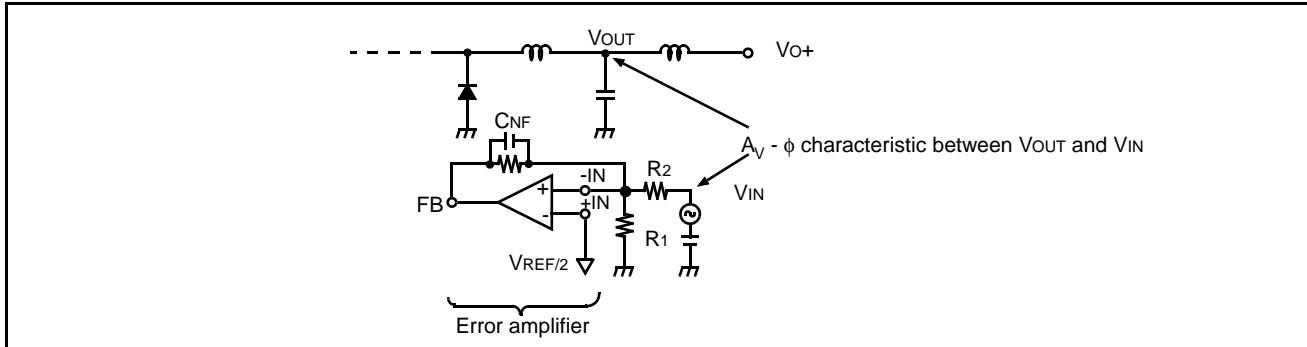 VOUT
VO+
CNF
AV - ϕ characteristic between VOUT and VIN
-IN
R2
VIN
+
+IN
FB
-
R1
VREF/2
Error amplifier